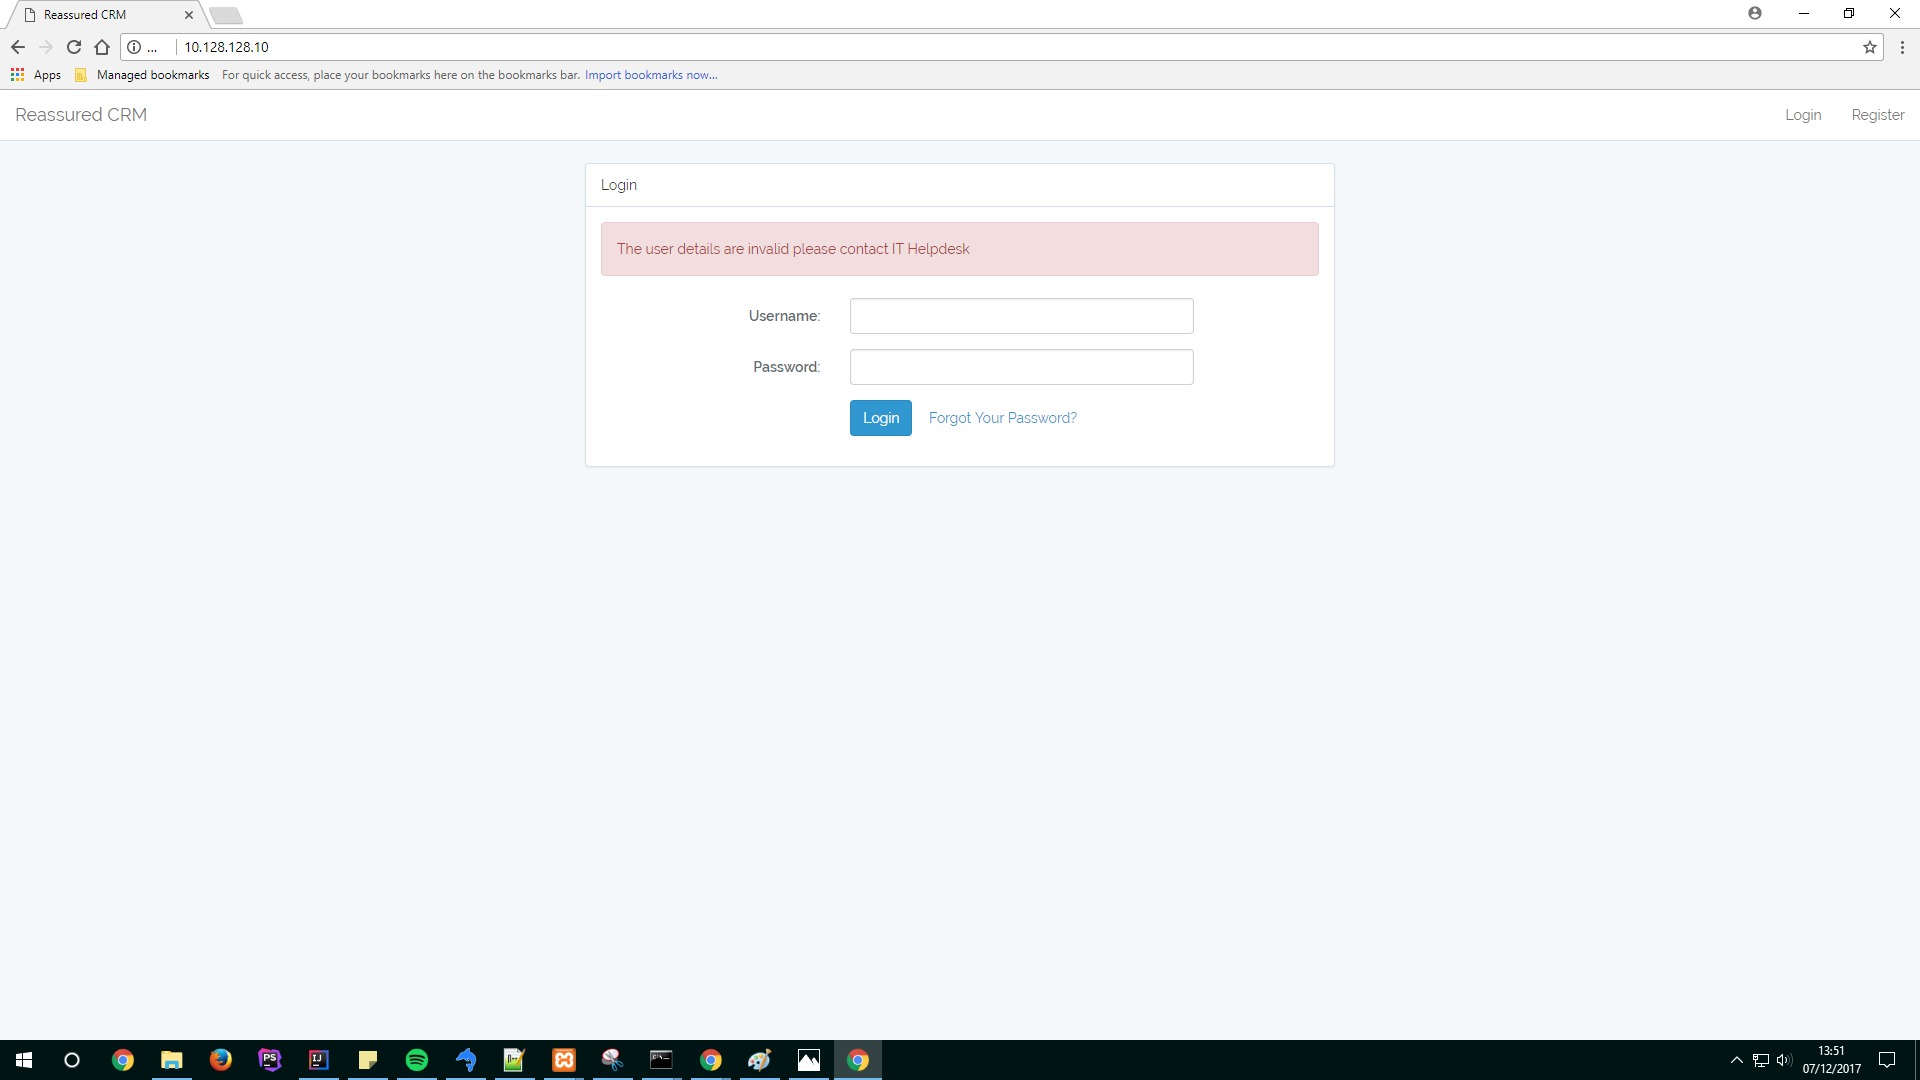 Reassured CRM
... 10.128.128.10
Apps Managed bookmarks For quick access, place your bookmarks here on the bookmarks bar. Import bookmarks now...
Reassured CRM Login Register
Login
The user details are invalid please contact IT Helpdesk
Username:
Password:
Login Forgot Your Password?
PS IJ
13:51
07/12/2017